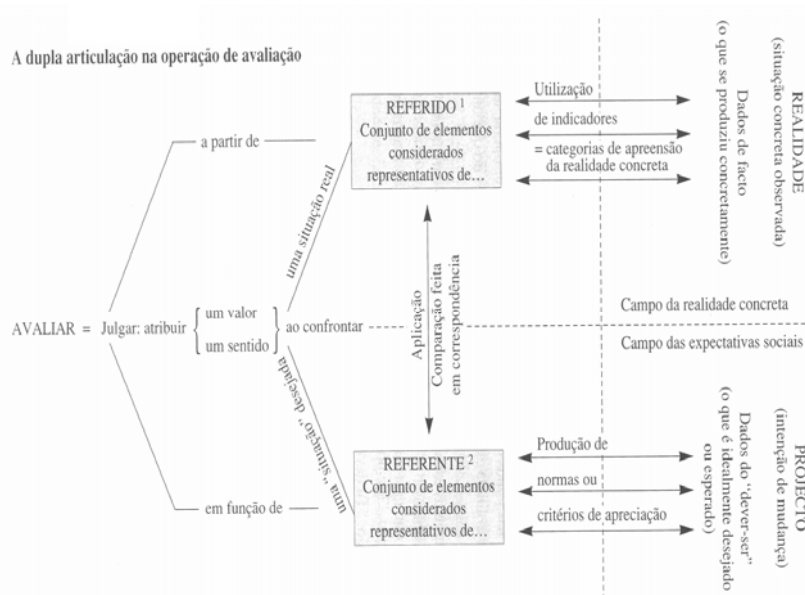 A dupla articulação na operação de avaliação
a partir de
REFERIDO 1
Conjunto de elementos
considerados
representativos de...
Utilização
de indicadores
= categorias de apreensão
da realidade concreta
REALIDADE
(situação concreta observada)
Dados de facto
(o que se produziu concretamente)
uma situação real
AVALIAR = Julgar: atribuir { um valor
um sentido } ao confrontar
Aplicação
Comparação feita
em correspondência
Campo da realidade concreta
Campo das expectativas sociais
uma "situação" desejada
em função de
REFERENTE 2
Conjunto de elementos
considerados
representativos de...
Produção de
normas ou
critérios de apreciação
PROJECTO
(intenção de mudança)
Dados do "dever-ser"
(o que é idealmente desejado
ou esperado)